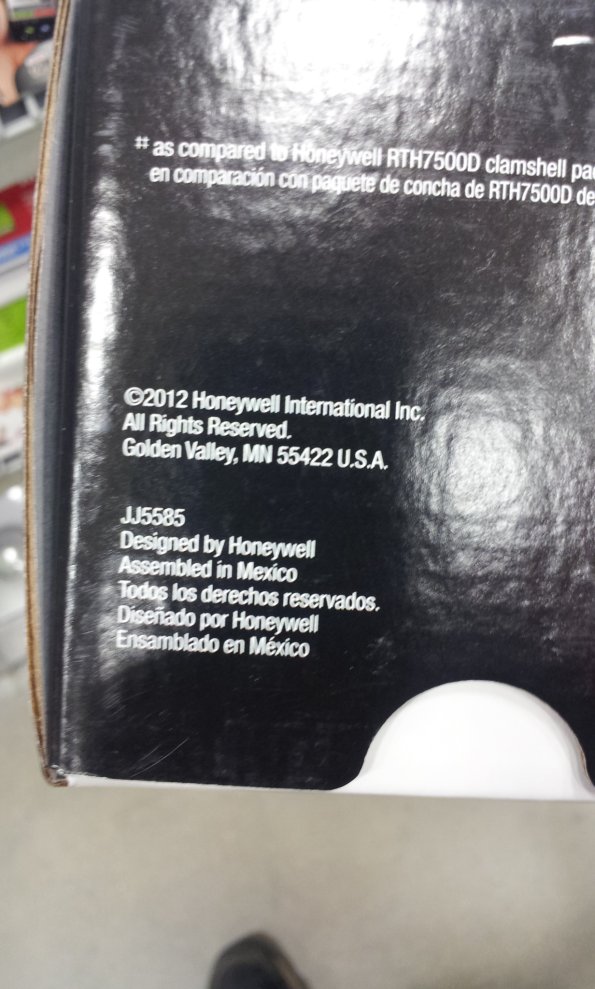 ‡‡ as compared to Honeywell RTH7500D clamshell
en comparación con paquete de concha de RTH7500D de
©2012 Honeywell International Inc.
All Rights Reserved.
Golden Valley, MN 55422 U.S.A.
JJ5585
Designed by Honeywell
Assembled in Mexico
Todos los derechos reservados.
Diseñado por Honeywell
Ensamblado en México